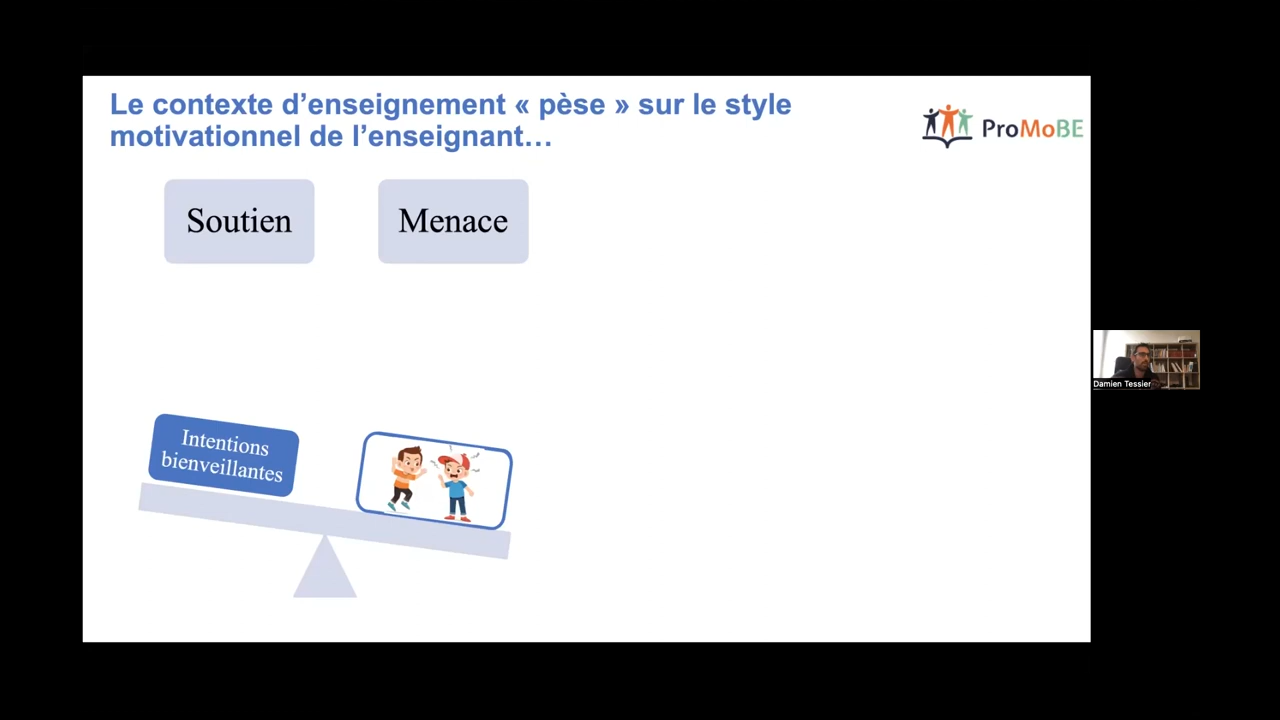 Le contexte d’enseignement « pèse » sur le style
motivationnel de l’enseignant…
ProMoBE
Soutien
Menace
Intentions
bienveillantes
Damien Tessier